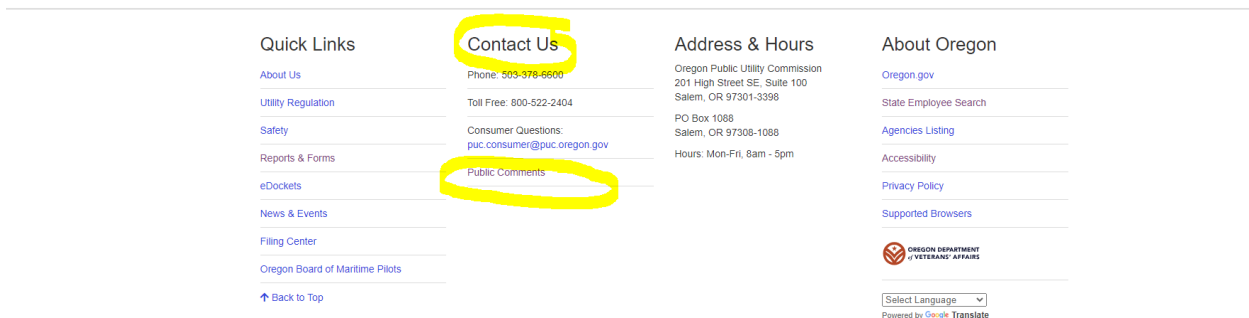 Quick Links
About Us
Utility Regulation
Safety
Reports & Forms
eDockets
News & Events
Filing Center
Oregon Board of Maritime Pilots
Back to Top
Contact Us
Phone: 503-378-6600
Toll Free: 800-522-2404
Consumer Questions:
puc.consumer@puc.oregon.gov
Public Comments
Address & Hours
Oregon Public Utility Commission
201 High Street SE, Suite 100
Salem, OR 97301-3398
PO Box 1088
Salem, OR 97308-1088
Hours: Mon-Fri, 8am - 5pm
About Oregon
Oregon.gov
State Employee Search
Agencies Listing
Accessibility
Privacy Policy
Supported Browsers
OREGON DEPARTMENT
of VETERANS' AFFAIRS
Select Language
Powered by Google Translate